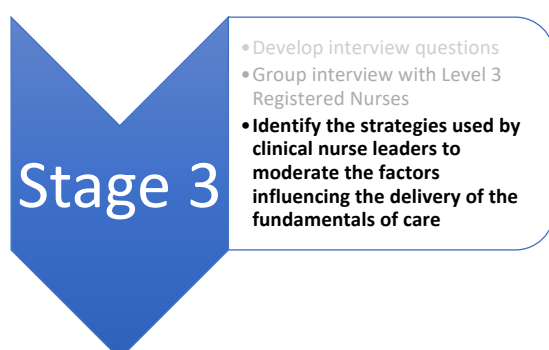 Stage 3
•Develop interview questions
•Group interview with Level 3
Registered Nurses
•Identify the strategies used by
clinical nurse leaders to
moderate the factors
influencing the delivery of the
fundamentals of care